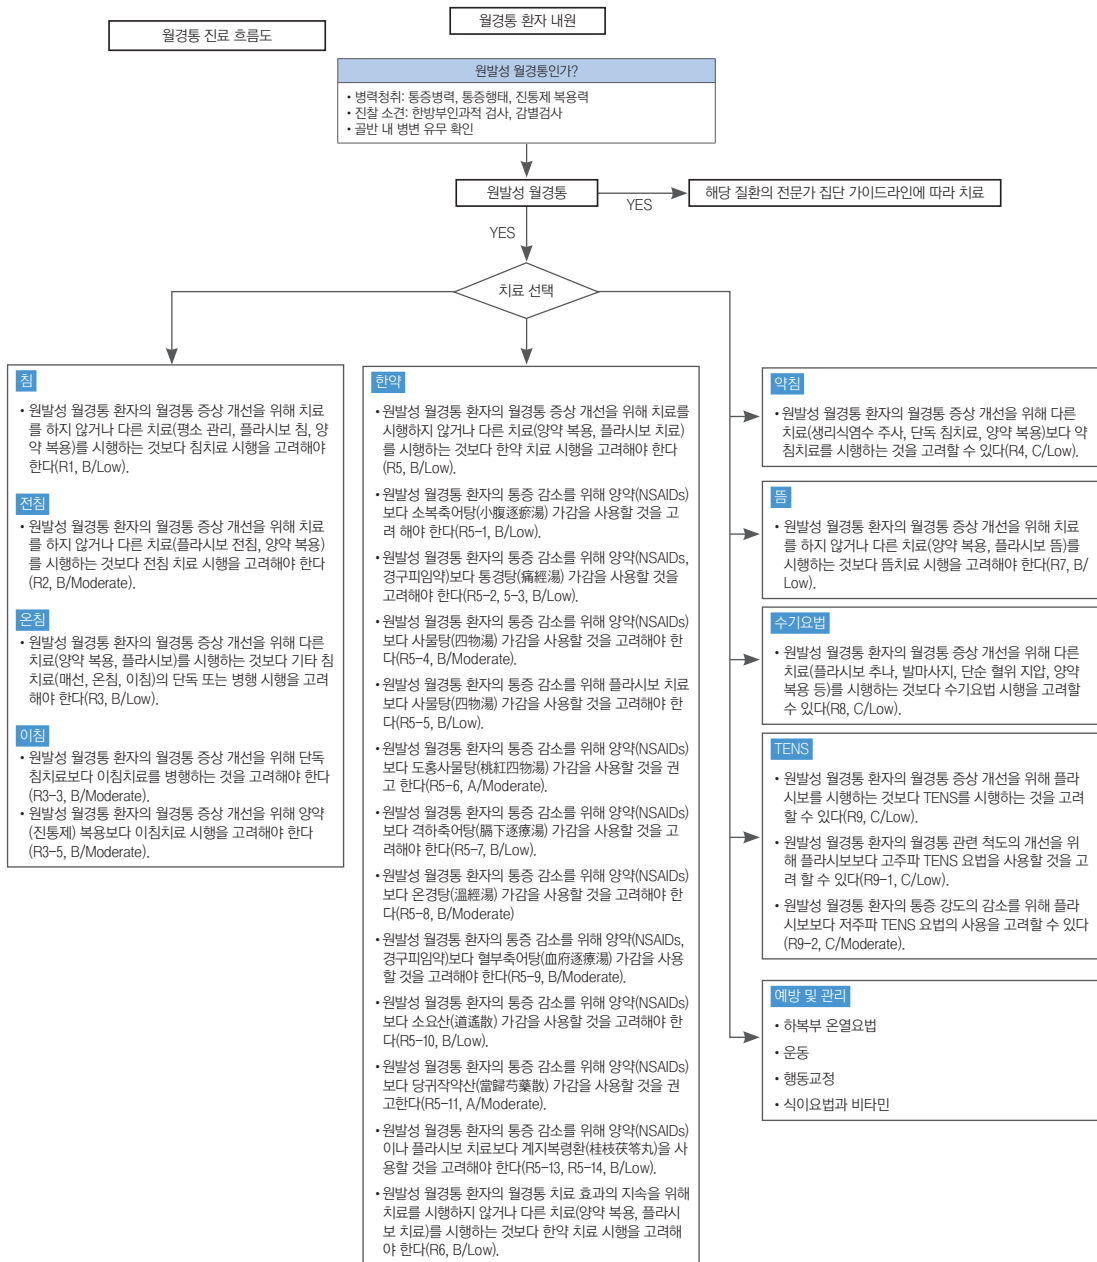 월경통 진료 흐름도
월경통 환자 내원
원발성 월경통인가?
• 병력청취: 통증병력, 통증행태, 진통제 복용력
• 진찰 소견: 한방부인과적 검사, 감별검사
• 골반 내 병변 유무 확인
원발성 월경통
YES
해당 질환의 전문가 집단 가이드라인에 따라 치료
YES
치료 선택
침
• 원발성 월경통 환자의 월경통 증상 개선을 위해 치료
를 하지 않거나 다른 치료(평소 관리, 플라시보 침, 양
약 복용)를 시행하는 것보다 침치료 시행을 고려해야
한다(R1, B/Low).
전침
• 원발성 월경통 환자의 월경통 증상 개선을 위해 치료
를 하지 않거나 다른 치료(플라시보 전침, 양약 복용)
를 시행하는 것보다 전침 치료 시행을 고려해야 한다
(R2, B/Moderate).
온침
• 원발성 월경통 환자의 월경통 증상 개선을 위해 다른
치료(양약 복용, 플라시보)를 시행하는 것보다 기타 침
치료(매선, 온침, 이침)의 단독 또는 병행 시행을 고려
해야 한다(R3, B/Low).
이침
• 원발성 월경통 환자의 월경통 증상 개선을 위해 단독
침치료보다 이침치료를 병행하는 것을 고려해야 한다
(R3-3, B/Moderate).
• 원발성 월경통 환자의 월경통 증상 개선을 위해 양약
(진통제) 복용보다 이침치료 시행을 고려해야 한다
(R3-5, B/Moderate).
한약
• 원발성 월경통 환자의 월경통 증상 개선을 위해 치료를
시행하지 않거나 다른 치료(양약 복용, 플라시보 치료)
를 시행하는 것보다 한약 치료 시행을 고려해야 한다
(R5, B/Low).
• 원발성 월경통 환자의 통증 감소를 위해 양약(NSAIDs)
보다 소복축어탕(小腹逐瘀湯) 가감을 사용할 것을 고
려 해야 한다(R5-1, B/Low).
• 원발성 월경통 환자의 통증 감소를 위해 양약(NSAIDs,
경구피임약)보다 통경탕(痛經湯) 가감을 사용할 것을
고려해야 한다(R5-2, 5-3, B/Low).
• 원발성 월경통 환자의 통증 감소를 위해 양약(NSAIDs)
보다 사물탕(四物湯) 가감을 사용할 것을 고려해야 한
다(R5-4, B/Moderate).
• 원발성 월경통 환자의 통증 감소를 위해 플라시보 치료
보다 사물탕(四物湯) 가감을 사용할 것을 고려해야 한
다(R5-5, B/Low).
• 원발성 월경통 환자의 통증 감소를 위해 양약(NSAIDs)
보다 도홍사물탕(桃紅四物湯) 가감을 사용할 것을 권
고 한다(R5-6, A/Moderate).
• 원발성 월경통 환자의 통증 감소를 위해 양약(NSAIDs)
보다 격하축어탕(膈下逐瘀湯) 가감을 사용할 것을 고
려해야 한다(R5-7, B/Low).
• 원발성 월경통 환자의 통증 감소를 위해 양약(NSAIDs)
보다 온경탕(溫經湯) 가감을 사용할 것을 고려해야 한
다(R5-8, B/Moderate)
• 원발성 월경통 환자의 통증 감소를 위해 양약(NSAIDs,
경구피임약)보다 혈부축어탕(血府逐瘀湯) 가감을 사용
할 것을 고려해야 한다(R5-9, B/Moderate).
• 원발성 월경통 환자의 통증 감소를 위해 양약(NSAIDs)
보다 소요산(逍遙散) 가감을 사용할 것을 고려해야 한
다(R5-10, B/Low).
• 원발성 월경통 환자의 통증 감소를 위해 양약(NSAIDs)
보다 당귀작약산(當歸芍藥散) 가감을 사용할 것을 권
고한다(R5-11, A/Moderate).
• 원발성 월경통 환자의 통증 감소를 위해 양약(NSAIDs)
이나 플라시보 치료보다 계지복령환(桂枝茯苓丸)을 사
용할 것을 고려해야 한다(R5-13, R5-14, B/Low).
• 원발성 월경통 환자의 월경통 치료 효과의 지속을 위해
치료를 시행하지 않거나 다른 치료(양약 복용, 플라시
보 치료)를 시행하는 것보다 한약 치료 시행을 고려해
야 한다(R6, B/Low).
약침
• 원발성 월경통 환자의 월경통 증상 개선을 위해 다른
치료(생리식염수 주사, 단독 침치료, 양약 복용)보다 약
침치료를 시행하는 것을 고려할 수 있다(R4, C/Low).
뜸
• 원발성 월경통 환자의 월경통 증상 개선을 위해 치료
를 하지 않거나 다른 치료(양약 복용, 플라시보 뜸)를
시행하는 것보다 뜸치료 시행을 고려해야 한다(R7, B/
Low).
수기요법
• 원발성 월경통 환자의 월경통 증상 개선을 위해 다른
치료(플라시보 추나, 발마사지, 단순 혈위 지압, 양약
복용 등)를 시행하는 것보다 수기요법 시행을 고려할
수 있다(R8, C/Low).
TENS
• 원발성 월경통 환자의 월경통 증상 개선을 위해 플라
시보를 시행하는 것보다 TENS를 시행하는 것을 고려
할 수 있다(R9, C/Low).
• 원발성 월경통 환자의 월경통 관련 척도의 개선을 위
해 플라시보보다 고주파 TENS 요법을 사용할 것을 고
려 할 수 있다(R9-1, C/Low).
• 원발성 월경통 환자의 통증 강도의 감소를 위해 플라
시보보다 저주파 TENS 요법의 사용을 고려할 수 있다
(R9-2, C/Moderate).
예방 및 관리
• 하복부 온열요법
• 운동
• 행동교정
• 식이요법과 비타민